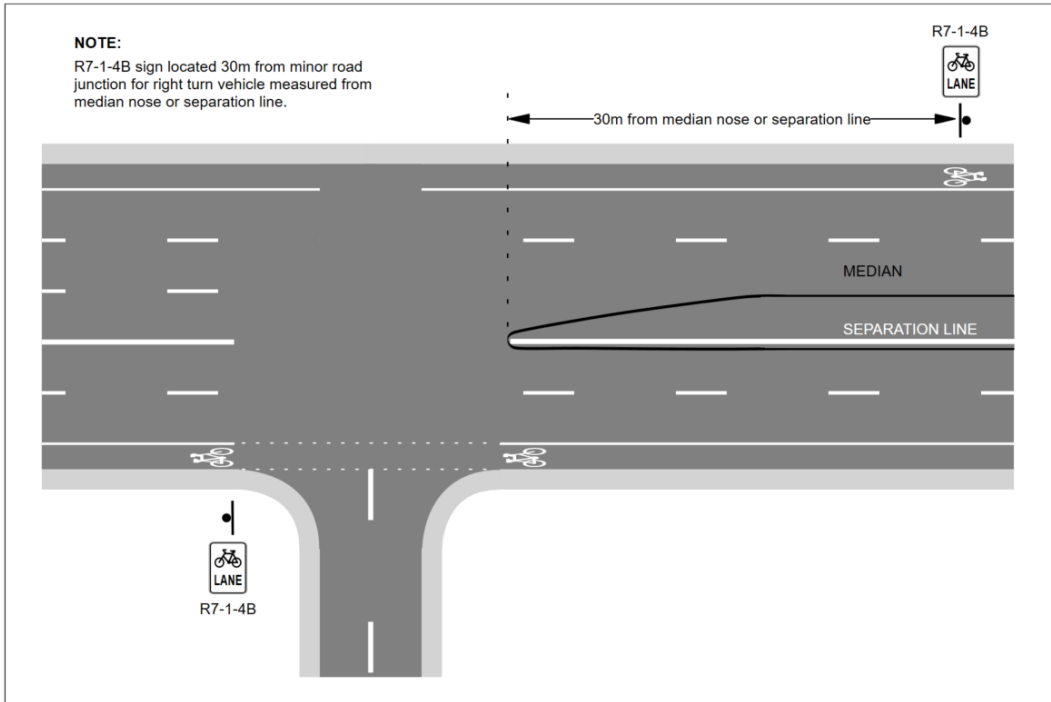 R7-1-4B
LANE
NOTE:
R7-1-4B sign located 30m from minor road
junction for right turn vehicle measured from
median nose or separation line.
30m from median nose or separation line
MEDIAN
SEPARATION LINE
LANE
R7-1-4B